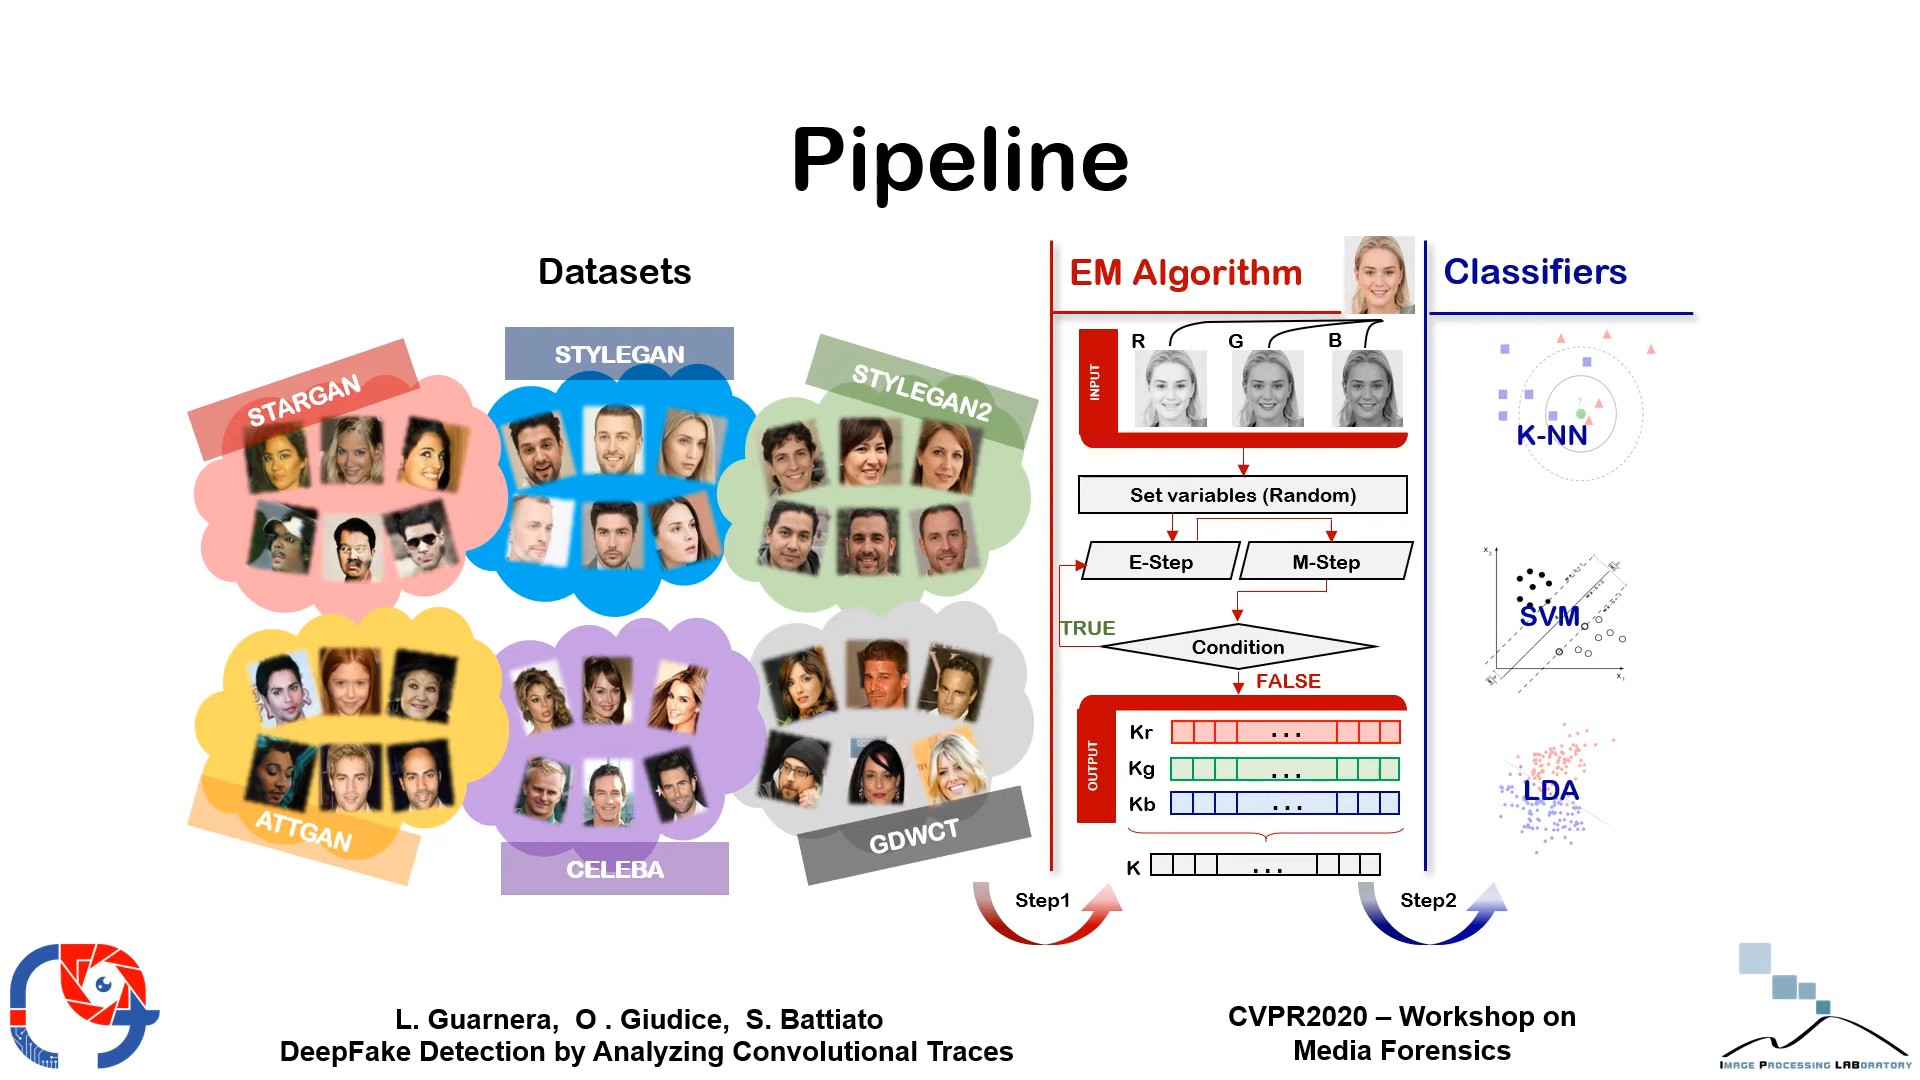 Pipeline
Datasets
STARGAN
STYLEGAN
STYLEGAN2
ATTGAN
CELEBA
GDWCT
EM Algorithm
INPUT
R
G
B
Set variables (Random)
E-Step
M-Step
TRUE
Condition
FALSE
OUTPUT
Kr
...
Kg
...
Kb
...
K
...
Step1
Classifiers
K-NN
X2
SVM
X1
LDA
Step2
L. Guarnera, O . Giudice, S. Battiato
DeepFake Detection by Analyzing Convolutional Traces
CVPR2020 – Workshop on
Media Forensics
IMAGE PROCESSING LABORATORY